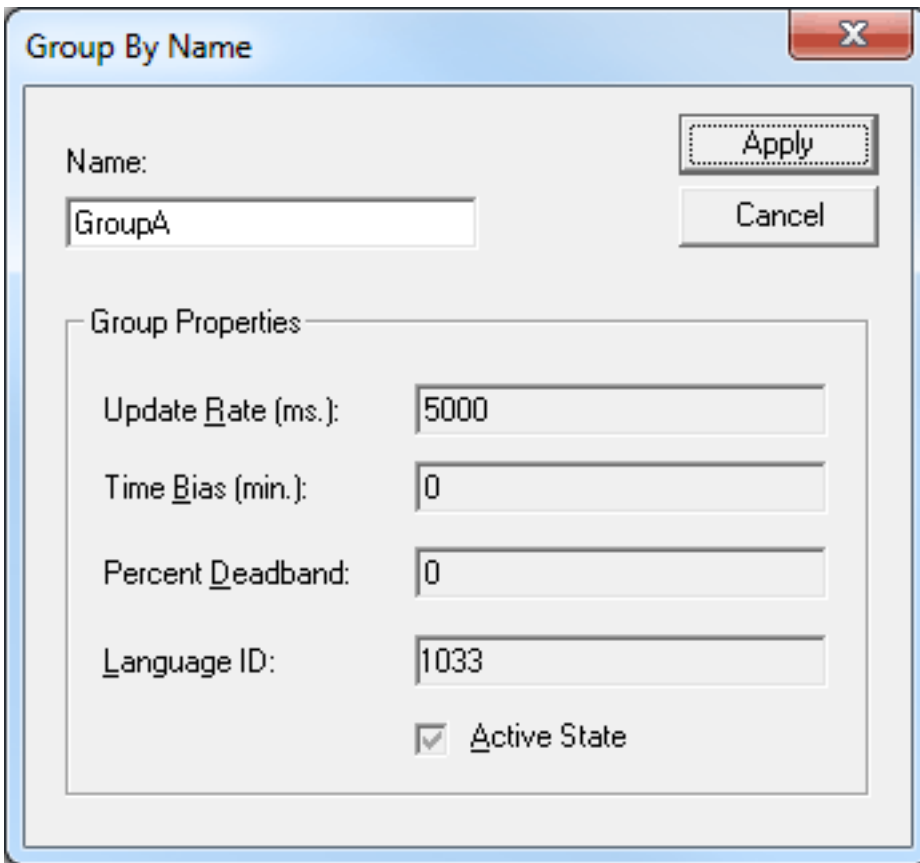 Group By Name
Apply
Name:
GroupA
Cancel
Group Properties
Update Rate (ms.): 5000
Time Bias (min.): 0
Percent Deadband: 0
Language ID: 1033
Active State